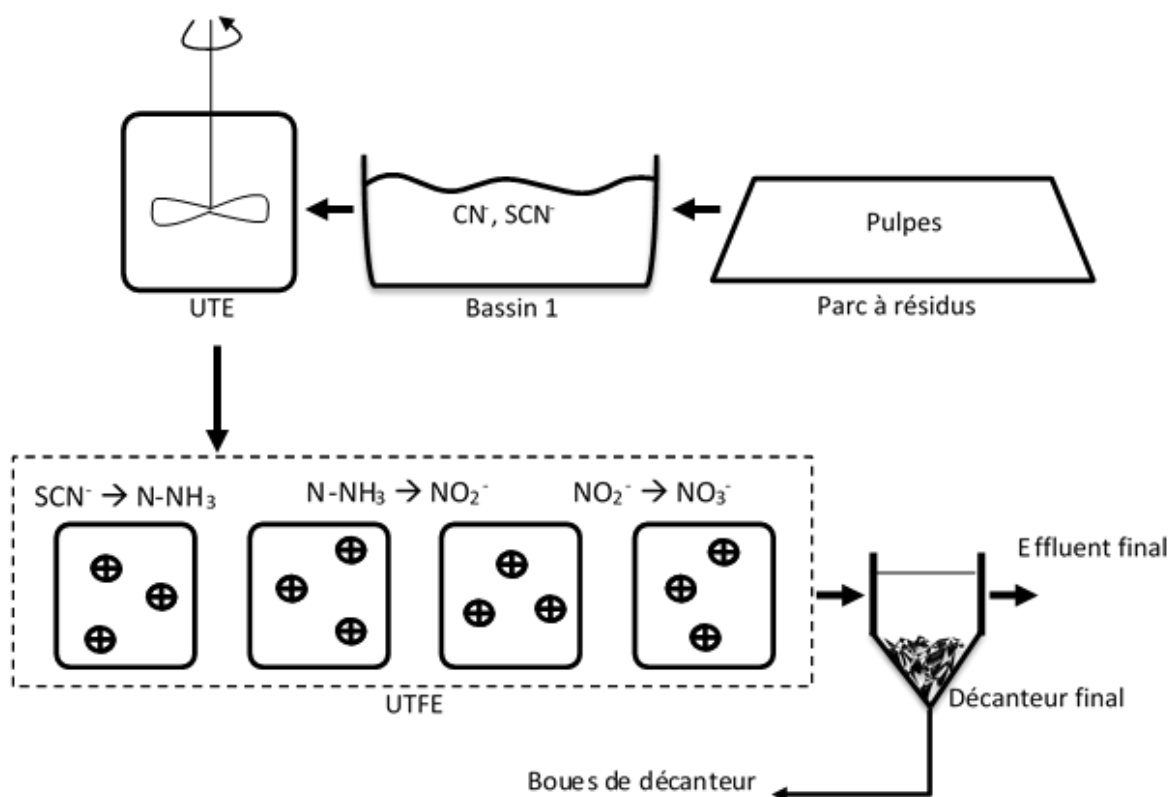 CN⁻, SCN⁻
Pulpes
UTE
Bassin 1
Parc à résidus
SCN⁻ → N-NH₃
N-NH₃ → NO₂⁻
NO₂⁻ → NO₃⁻
Effluent final
UTFE
Décanteur final
Boues de décanteur